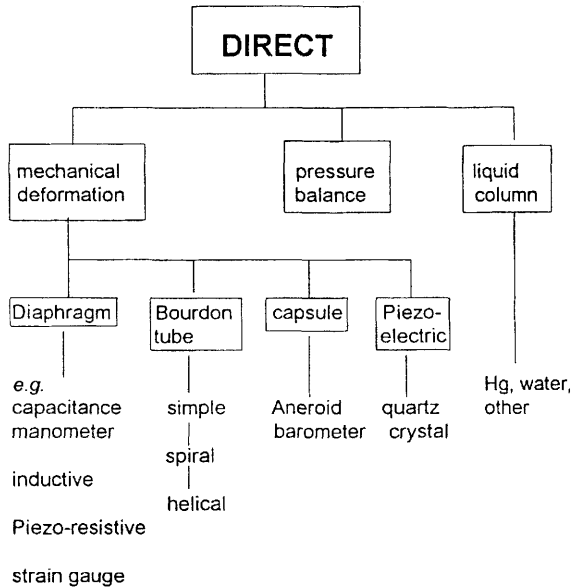 DIRECT
mechanical
deformation
pressure
balance
liquid
column
Diaphragm
Bourdon
tube
capsule
Piezo-
electric
e.g.
capacitance
manometer
inductive
Piezo-resistive
strain gauge
simple
spiral
helical
Aneroid
barometer
quartz
crystal
Hg, water,
other